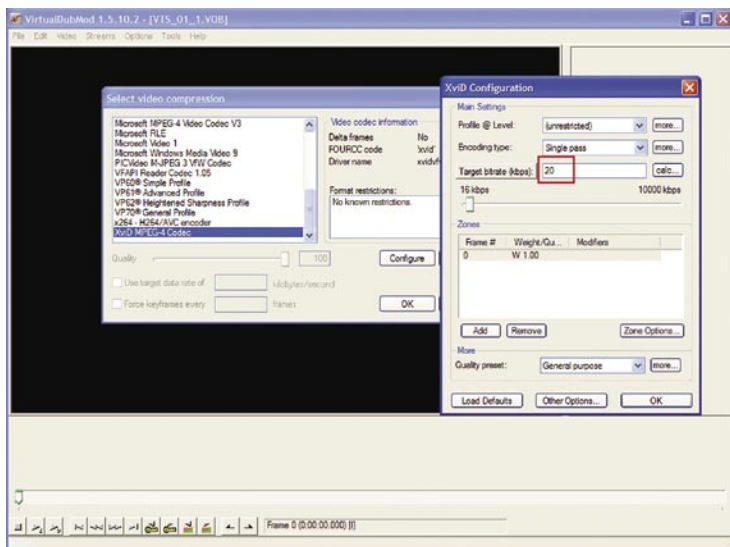 VirtualDubMod 1.5.10.2 - [VTS_01_1.VOB]
File Edit Video Streams Options Tools Help
Select video compression
Microsoft MPEG-4 Video Codec V3
Microsoft RLE
Microsoft Video 1
Microsoft Windows Media Video 9
PICVideo M-JPEG 3 VfW Codec
VFAPI Reader Codec 1.05
VP60® Simple Profile
VP61® Advanced Profile
VP62® Heightened Sharpness Profile
VP70® General Profile
x264 - H264/AVC encoder
XviD MPEG-4 Codec
Video codec information
Delta frames No
FOURCC code 'xvid'
Driver name
Format restrictions:
No known restrictions.
Quality 100
Configure
Use target data rate of kilobytes/second
Force keyframes every frames
OK
XviD Configuration
Main Settings
Profile @ Level: (unrestricted) more...
Encoding type: Single pass more...
Target bitrate (kbps): 20 calc...
16 kbps 10000 kbps
Zones
Frame # Weight/Qu... Modifiers
0 W 1.00
Add Remove Zone Options...
More
Quality preset: General purpose more...
Load Defaults Other Options... OK
Frame 0 (0:00:00.000) []